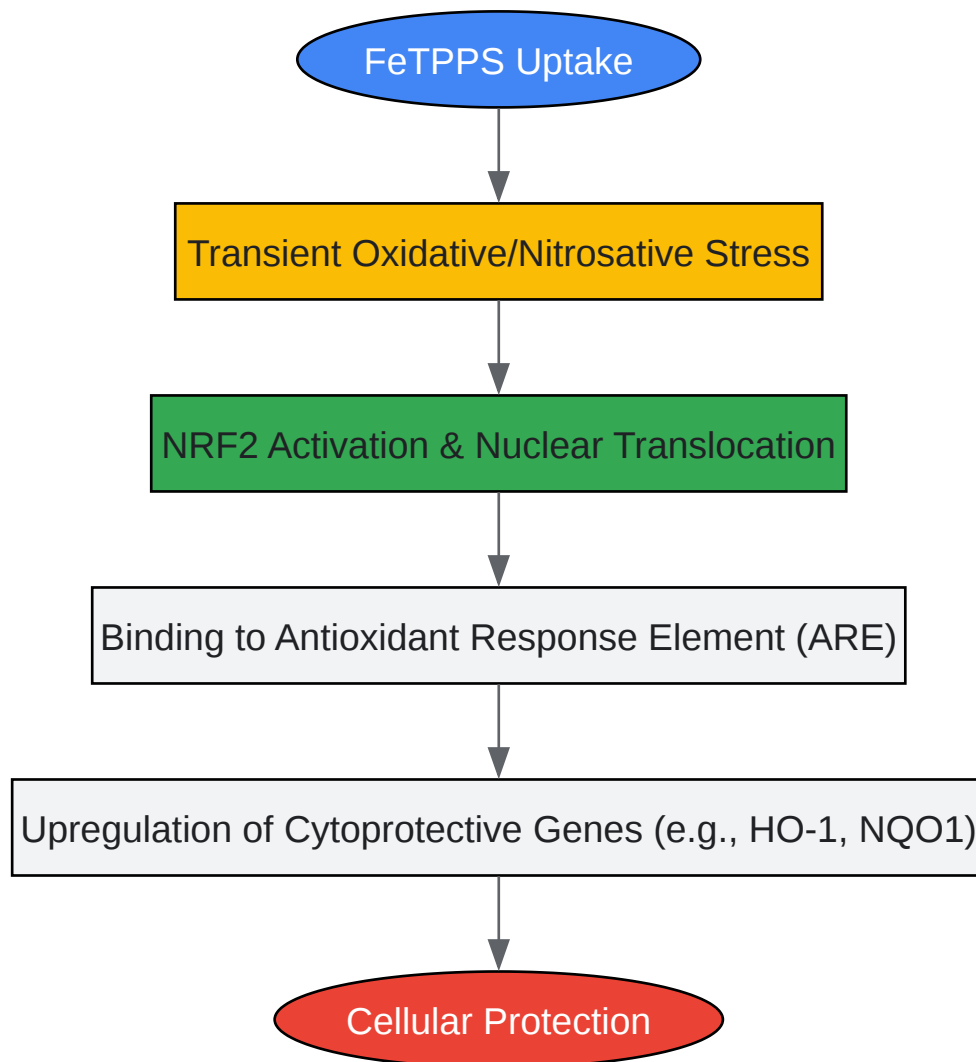 FeTPPS Uptake
Transient Oxidative/Nitrosative Stress
NRF2 Activation & Nuclear Translocation
Binding to Antioxidant Response Element (ARE)
Upregulation of Cytoprotective Genes (e.g., HO-1, NQO1)
Cellular Protection